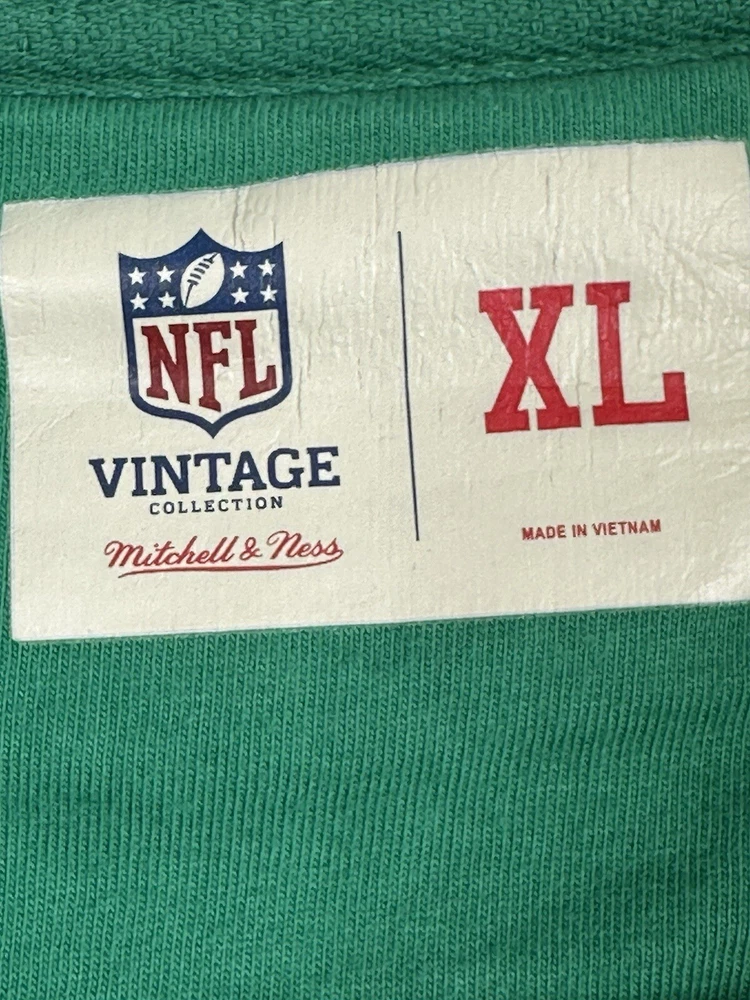 NFL
VINTAGE
COLLECTION
Mitchell & Ness
XL
MADE IN VIETNAM